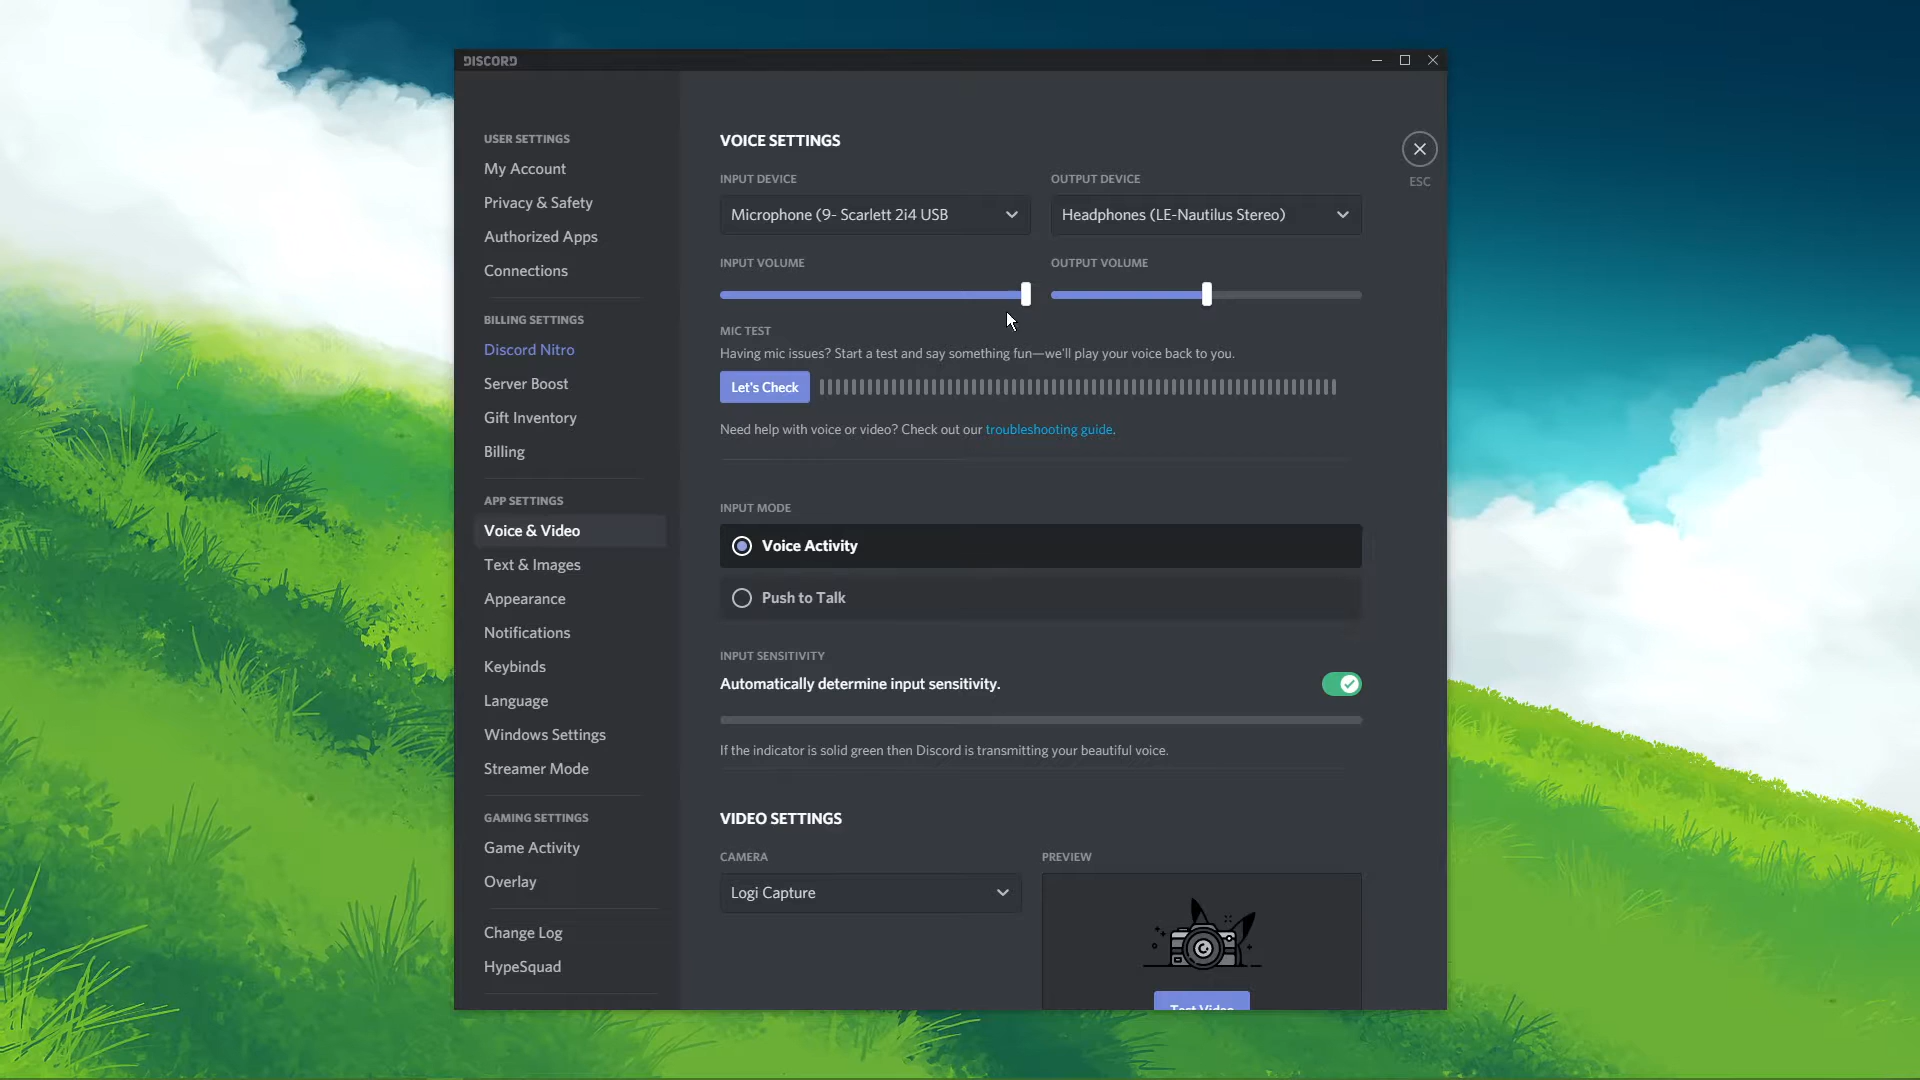 DISCORD
USER SETTINGS
My Account
Privacy & Safety
Authorized Apps
Connections
BILLING SETTINGS
Discord Nitro
Server Boost
Gift Inventory
Billing
APP SETTINGS
Voice & Video
Text & Images
Appearance
Notifications
Keybinds
Language
Windows Settings
Streamer Mode
GAMING SETTINGS
Game Activity
Overlay
Change Log
HypeSquad
VOICE SETTINGS
ESC
INPUT DEVICE
Microphone (9- Scarlett 2i4 USB
OUTPUT DEVICE
Headphones (LE-Nautilus Stereo)
INPUT VOLUME
OUTPUT VOLUME
MIC TEST
Having mic issues? Start a test and say something fun—we'll play your voice back to you.
Let's Check
Need help with voice or video? Check out our troubleshooting guide.
INPUT MODE
Voice Activity
Push to Talk
INPUT SENSITIVITY
Automatically determine input sensitivity.
If the indicator is solid green then Discord is transmitting your beautiful voice.
VIDEO SETTINGS
CAMERA
Logi Capture
PREVIEW
Test Video